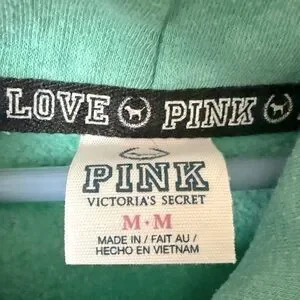 LOVE PINK
PINK
VICTORIA'S SECRET
M•M
MADE IN / FAIT AU /
HECHO EN VIETNAM